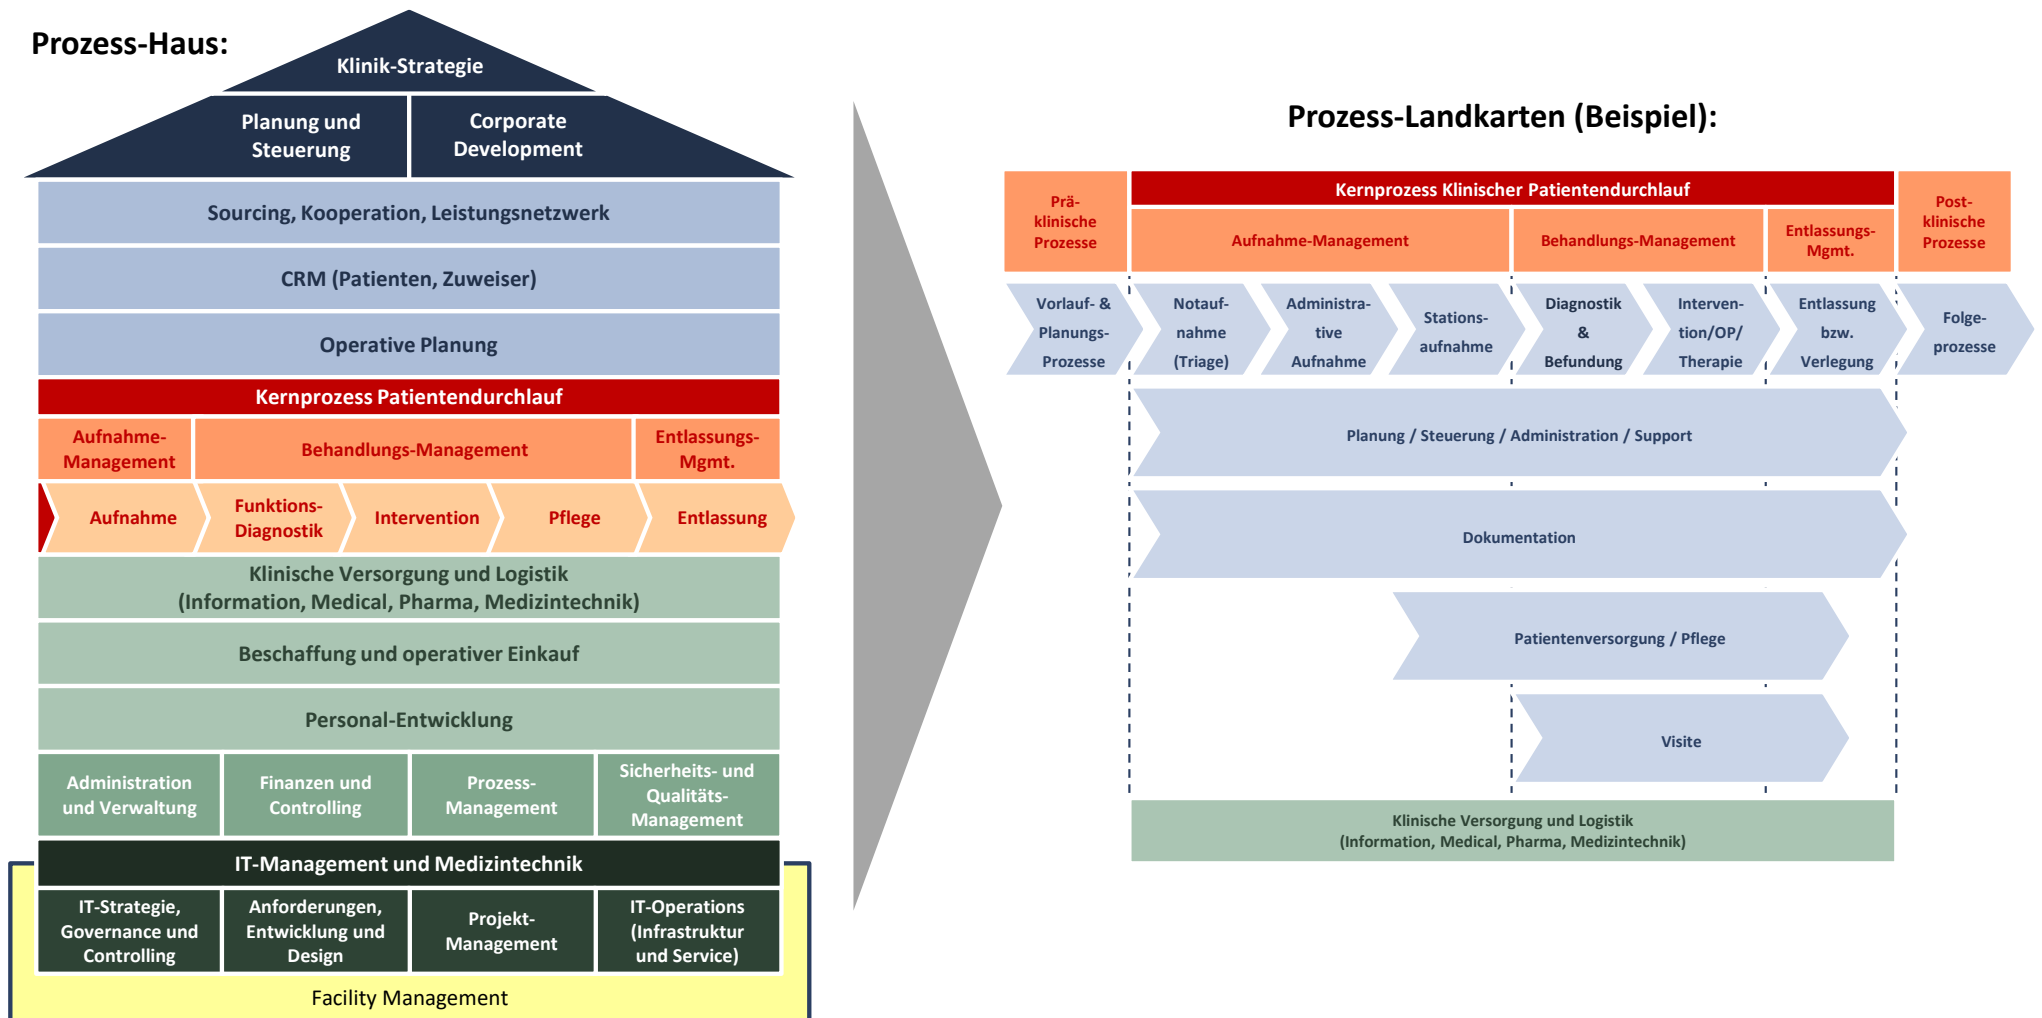 Prozess-Haus:
Klinik-Strategie
Planung und
Steuerung
Corporate
Development
Sourcing, Kooperation, Leistungsnetzwerk
CRM (Patienten, Zuweiser)
Operative Planung
Kernprozess Patientendurchlauf
Aufnahme-
Management
Behandlungs-Management
Entlassungs-
Mgmt.
Aufnahme
Funktions-
Diagnostik
Intervention
Pflege
Entlassung
Klinische Versorgung und Logistik
(Information, Medical, Pharma, Medizintechnik)
Beschaffung und operativer Einkauf
Personal-Entwicklung
Administration
und Verwaltung
Finanzen und
Controlling
Prozess-
Management
Sicherheits- und
Qualitäts-
Management
IT-Management und Medizintechnik
IT-Strategie,
Governance und
Controlling
Anforderungen,
Entwicklung und
Design
Projekt-
Management
IT-Operations
(Infrastruktur
und Service)
Facility Management
Prozess-Landkarten (Beispiel):
Prä-
klinische
Prozesse
Kernprozess Klinischer Patientendurchlauf
Aufnahme-Management
Behandlungs-Management
Entlassungs-
Mgmt.
Post-
klinische
Prozesse
Vorlauf- &
Planungs-
Prozesse
Notauf-
nahme
(Triage)
Administra-
tive
Aufnahme
Stations-
aufnahme
Diagnostik
&
Befundung
Interven-
tion/OP/
Therapie
Entlassung
bzw.
Verlegung
Folge-
prozesse
Planung / Steuerung / Administration / Support
Dokumentation
Patientenversorgung / Pflege
Visite
Klinische Versorgung und Logistik
(Information, Medical, Pharma, Medizintechnik)